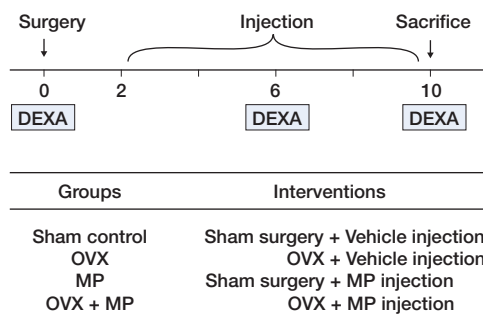 Surgery Injection Sacrifice
0 2 6 10
DEXA DEXA DEXA
Groups Interventions
Sham control Sham surgery + Vehicle injection
OVX OVX + Vehicle injection
MP Sham surgery + MP injection
OVX + MP OVX + MP injection